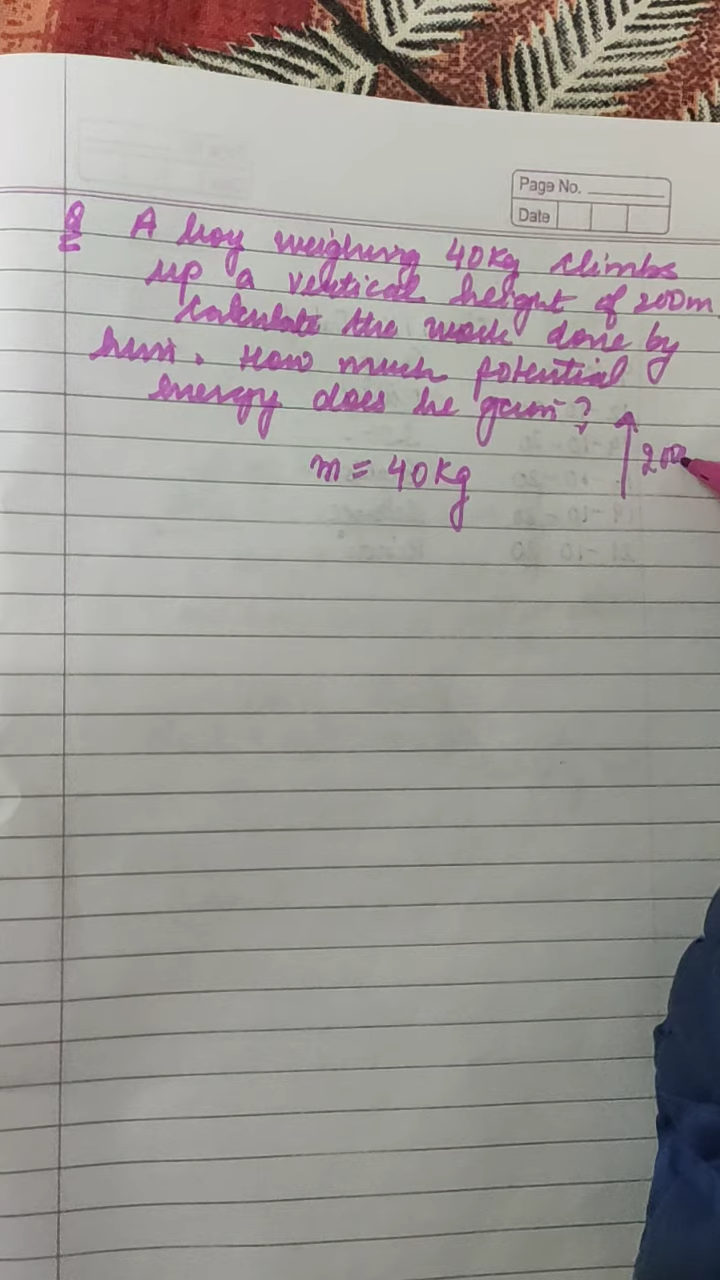 Page No.
Date
Q A boy weighing 40Kg climbs
up a vertical height of 200m
Calculate the work done by
him. How much potential
energy does he gain?
m = 40Kg